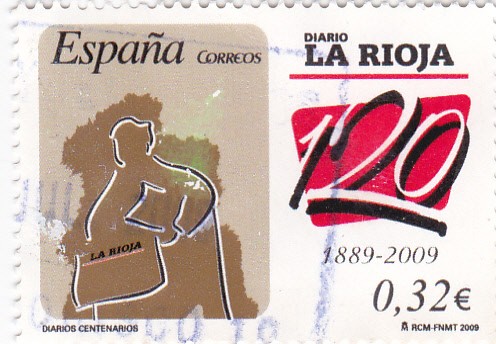 España CORREOS
DIARIO
LA RIOJA
120
LA RIOJA
1889-2009
0,32€
DIARIOS CENTENARIOS
RCM-FNMT 2009